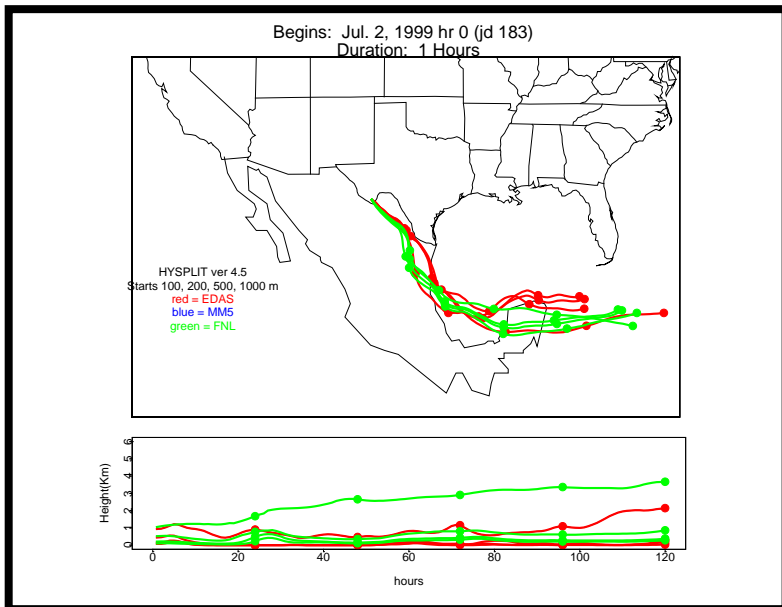 Begins: Jul. 2, 1999 hr 0 (jd 183)
Duration: 1 Hours
HYSPLIT ver 4.5
Starts 100, 200, 500, 1000 m
red = EDAS
blue = MM5
green = FNL
Height(Km)
0 1 2 3 4 5 6
0 20 40 60 80 100 120
hours